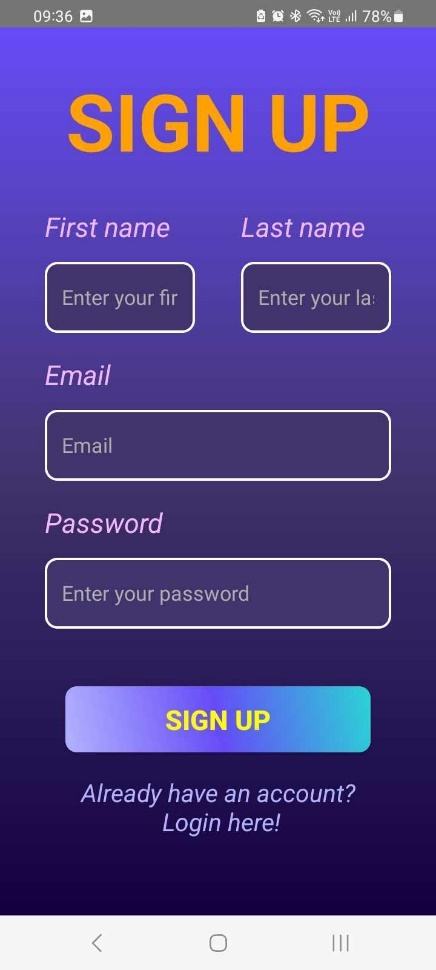 09:36 78%
SIGN UP
First name Last name
Enter your fir Enter your la
Email
Email
Password
Enter your password
SIGN UP
Already have an account?
Login here!